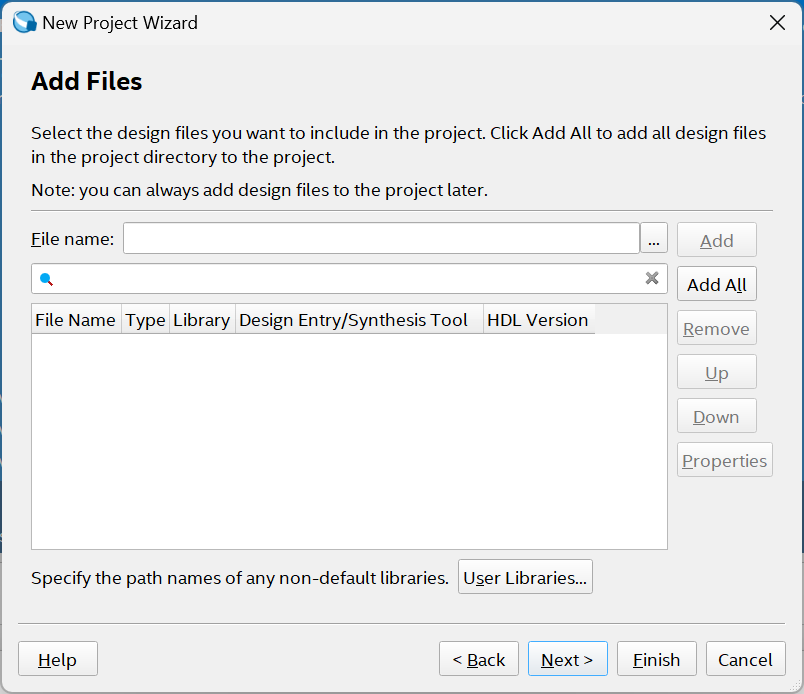 New Project Wizard
Add Files
Select the design files you want to include in the project. Click Add All to add all design files
in the project directory to the project.
Note: you can always add design files to the project later.
File name: ... Add
Add All
File Name Type Library Design Entry/Synthesis Tool HDL Version
Remove
Up
Down
Properties
Specify the path names of any non-default libraries. User Libraries...
Help < Back Next > Finish Cancel